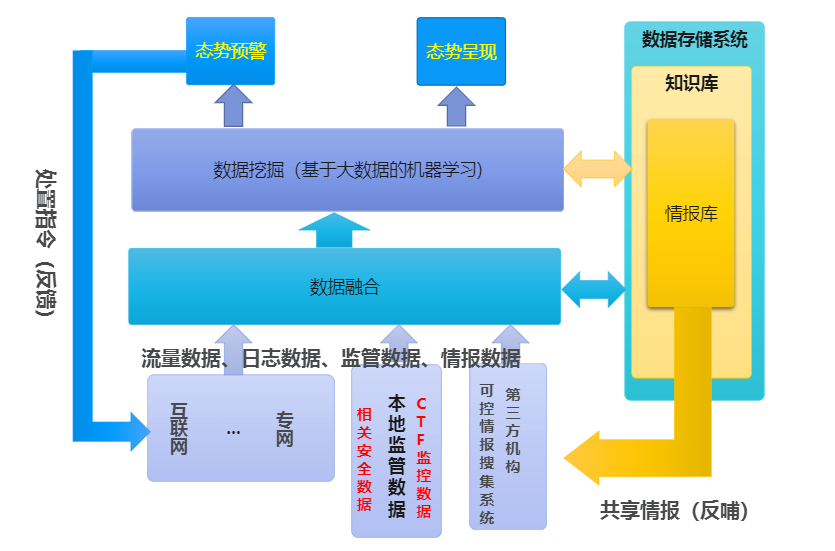 态势预警
态势呈现
数据存储系统
知识库
数据挖掘（基于大数据的机器学习)
情报库
处置指令（反馈）
数据融合
流量数据、日志数据、监管数据、情报数据
互联网
...
专网
相关安全数据
本地监管数据
CTF监控数据
可控情报搜集系统
第三方机构
共享情报（反哺）